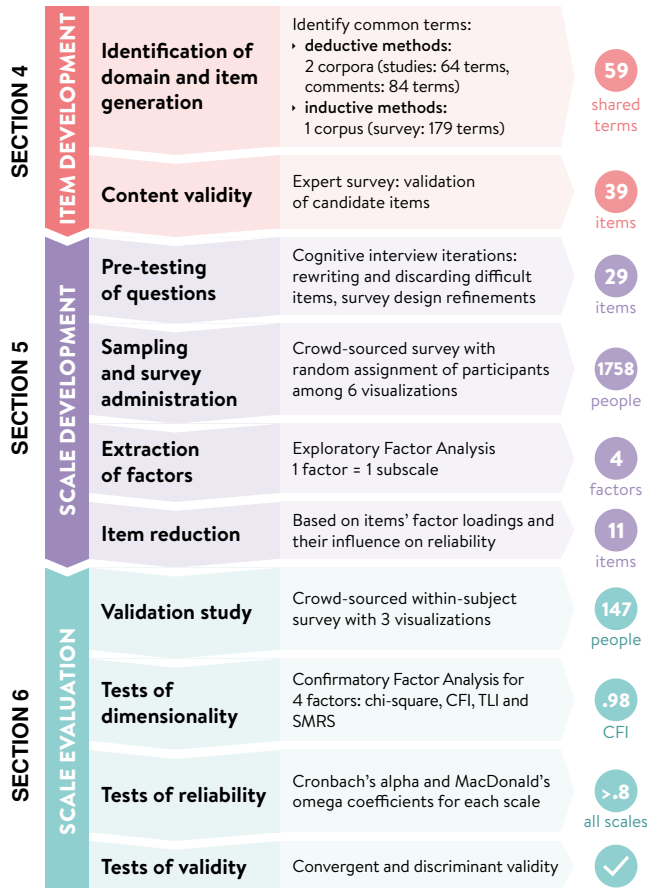 SECTION 4
ITEM DEVELOPMENT
Identification of
domain and item
generation
Identify common terms:
‣ deductive methods:
2 corpora (studies: 64 terms,
comments: 84 terms)
‣ inductive methods:
1 corpus (survey: 179 terms)
59
shared
terms
Content validity
Expert survey: validation
of candidate items
39
items
SECTION 5
SCALE DEVELOPMENT
Pre-testing
of questions
Cognitive interview iterations:
rewriting and discarding difficult
items, survey design refinements
29
items
Sampling
and survey
administration
Crowd-sourced survey with
random assignment of participants
among 6 visualizations
1758
people
Extraction
of factors
Exploratory Factor Analysis
1 factor = 1 subscale
4
factors
Item reduction
Based on items’ factor loadings and
their influence on reliability
11
items
SECTION 6
SCALE EVALUATION
Validation study
Crowd-sourced within-subject
survey with 3 visualizations
147
people
Tests of
dimensionality
Confirmatory Factor Analysis for
4 factors: chi-square, CFI, TLI and
SMRS
.98
CFI
Tests of reliability
Cronbach’s alpha and MacDonald’s
omega coefficients for each scale
>.8
all scales
Tests of validity
Convergent and discriminant validity